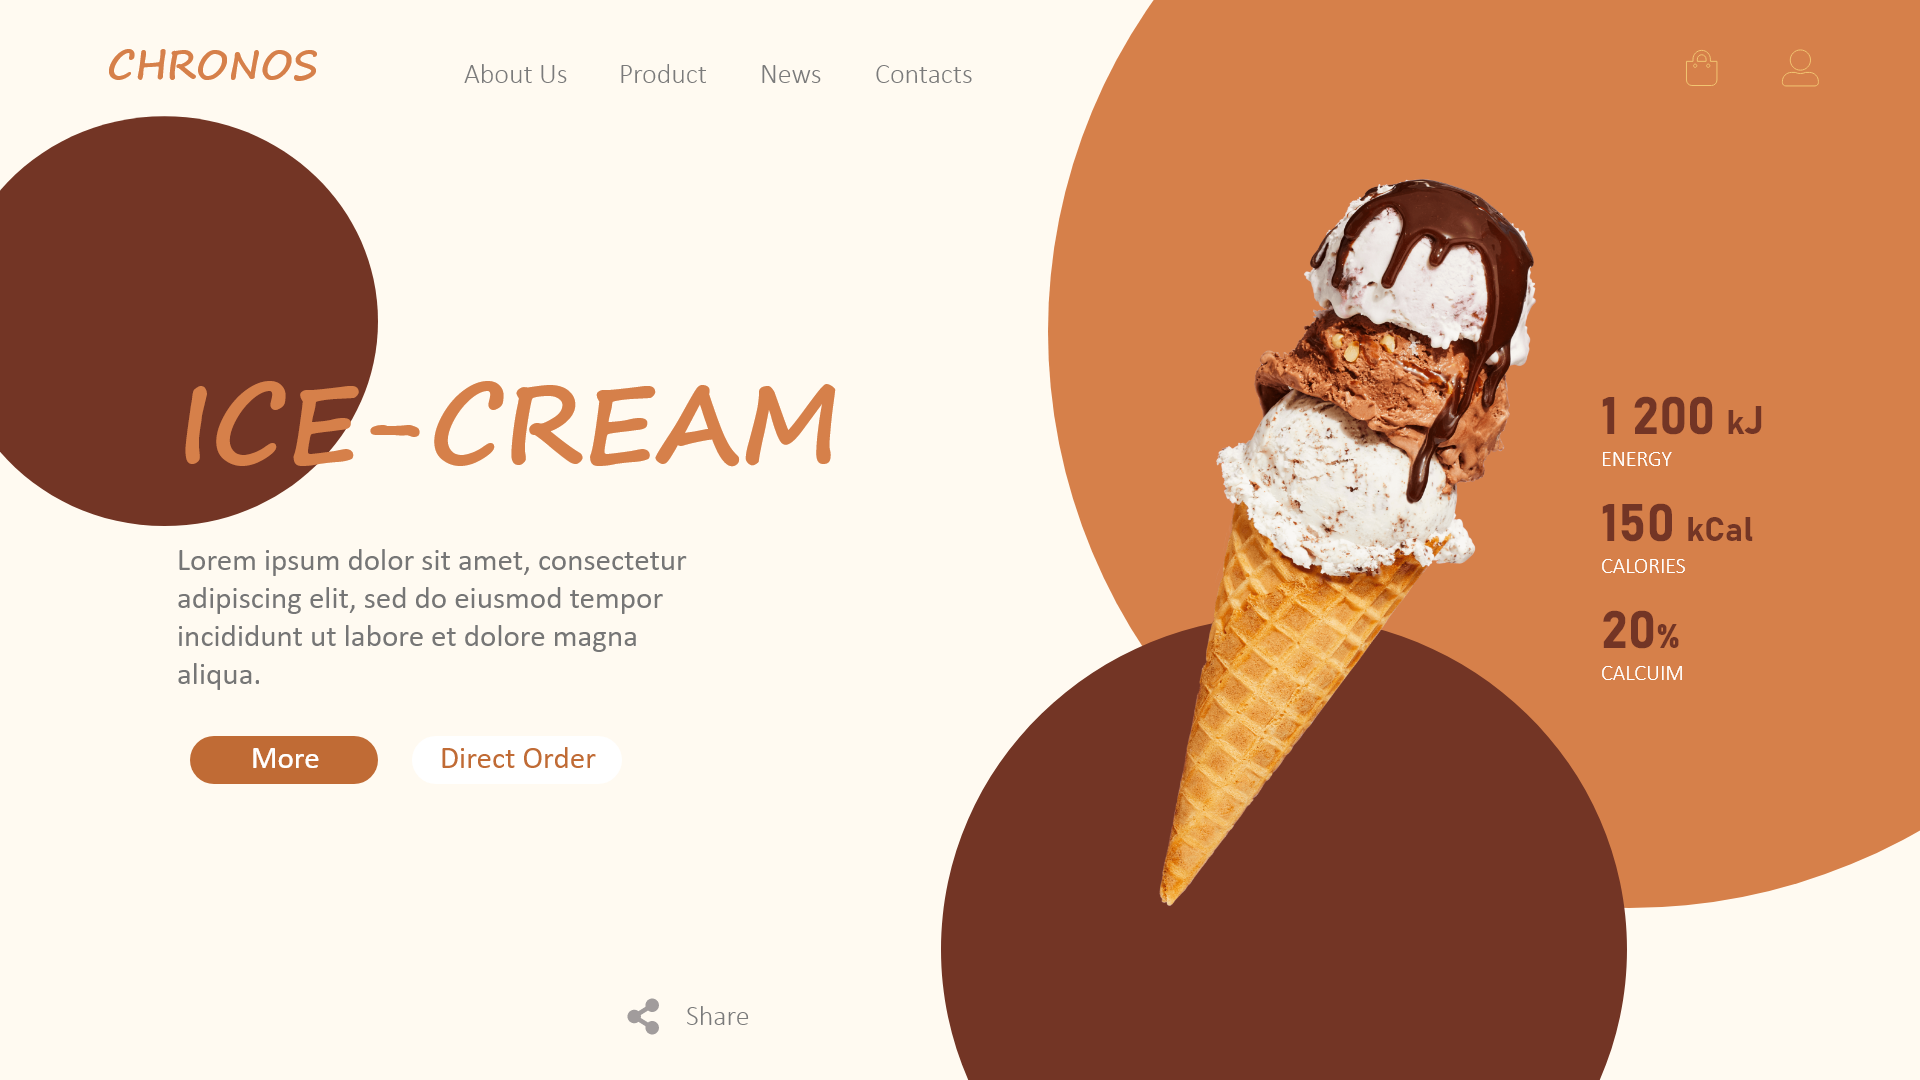 CHRONOS
About Us
Product
News
Contacts
ICE-CREAM
Lorem ipsum dolor sit amet, consectetur
adipiscing elit, sed do eiusmod tempor
incididunt ut labore et dolore magna
aliqua.
More
Direct Order
1 200 kJ
ENERGY
150 kCal
CALORIES
20%
CALCUIM
Share